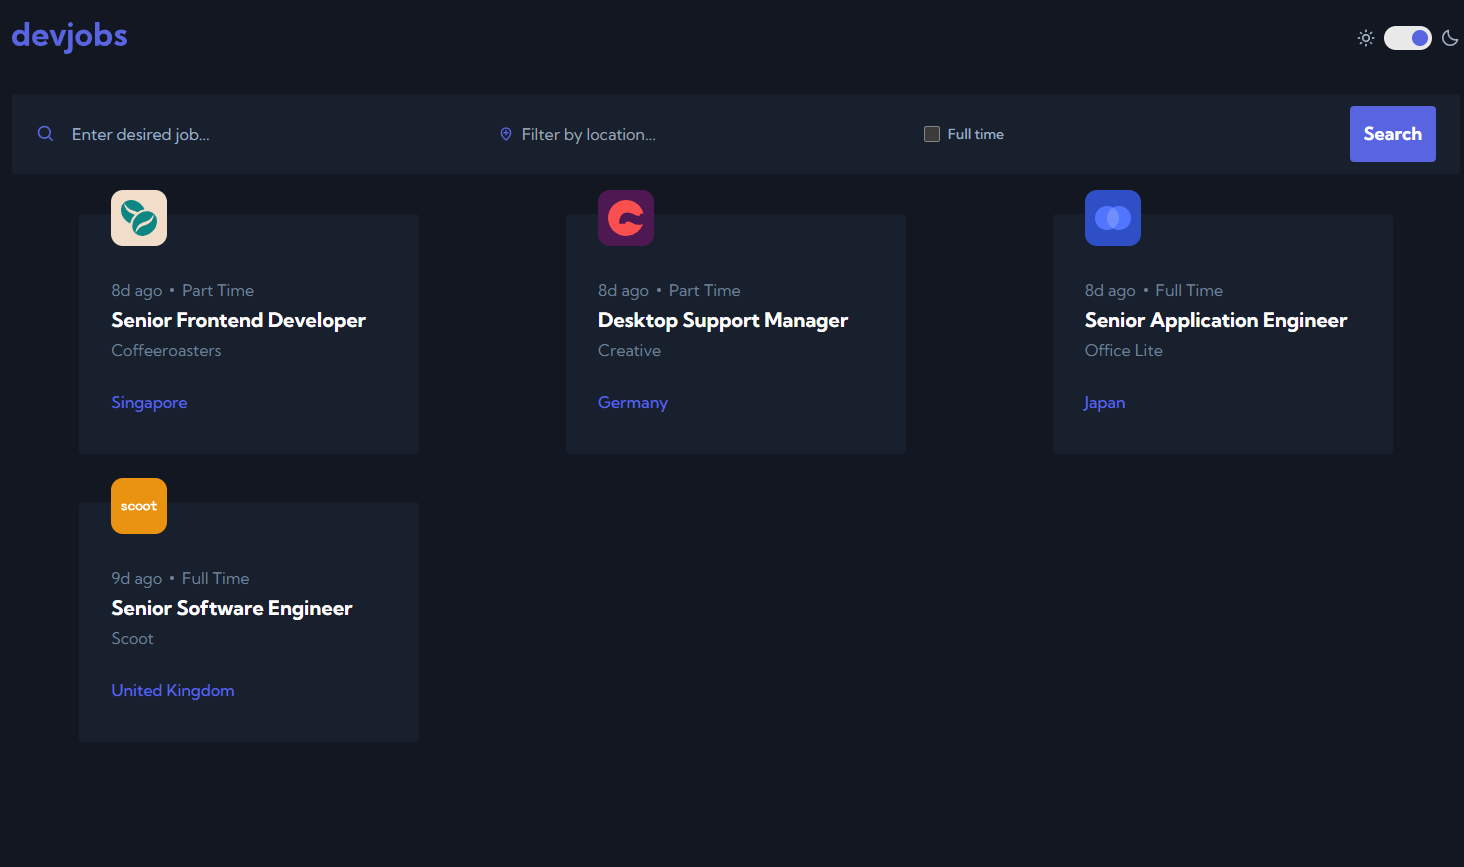 devjobs
Enter desired job...
Filter by location...
Full time
Search
8d ago • Part Time
Senior Frontend Developer
Coffeeroasters
Singapore
8d ago • Part Time
Desktop Support Manager
Creative
Germany
8d ago • Full Time
Senior Application Engineer
Office Lite
Japan
scoot
9d ago • Full Time
Senior Software Engineer
Scoot
United Kingdom